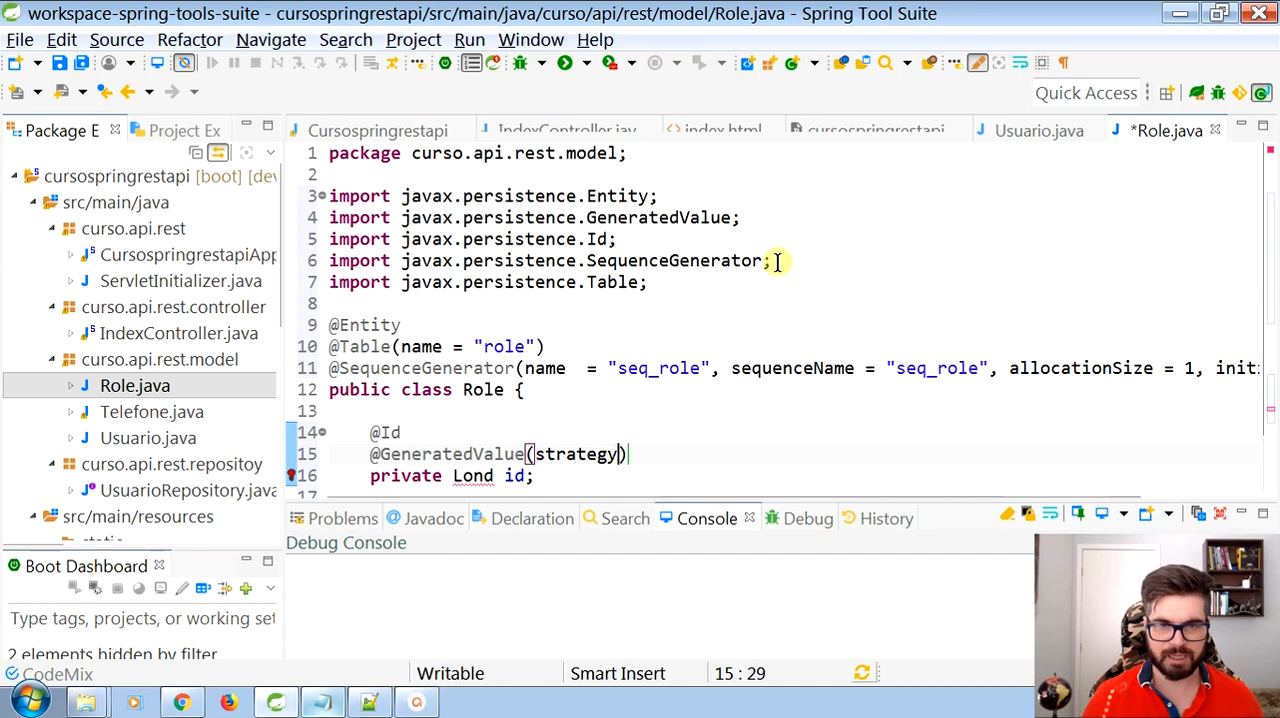 workspace-spring-tools-suite - cursospringrestapi/src/main/java/curso/api/rest/model/Role.java - Spring Tool Suite
File Edit Source Refactor Navigate Search Project Run Window Help
Quick Access
Package E Project Ex
Cursospringrestapi IndexController.jav index.html cursospringrestapi Usuario.java *Role.java
cursospringrestapi [boot] [dev
src/main/java
curso.api.rest
CursospringrestapiApp
ServletInitializer.java
curso.api.rest.controller
IndexController.java
curso.api.rest.model
Role.java
Telefone.java
Usuario.java
curso.api.rest.repositoy
UsuarioRepository.java
src/main/resources
static
1 package curso.api.rest.model;
2
3 import javax.persistence.Entity;
4 import javax.persistence.GeneratedValue;
5 import javax.persistence.Id;
6 import javax.persistence.SequenceGenerator;
7 import javax.persistence.Table;
8
9 @Entity
10 @Table(name = "role")
11 @SequenceGenerator(name  = "seq_role", sequenceName = "seq_role", allocationSize = 1, initi
12 public class Role {
13
14 @Id
15 @GeneratedValue(strategy)
16 private Lond id;
17
Problems @ Javadoc Declaration Search Console Debug History
Debug Console
Boot Dashboard
Type tags, projects, or working set
2 elements hidden by filter
CodeMix
Writable
Smart Insert
15 : 29